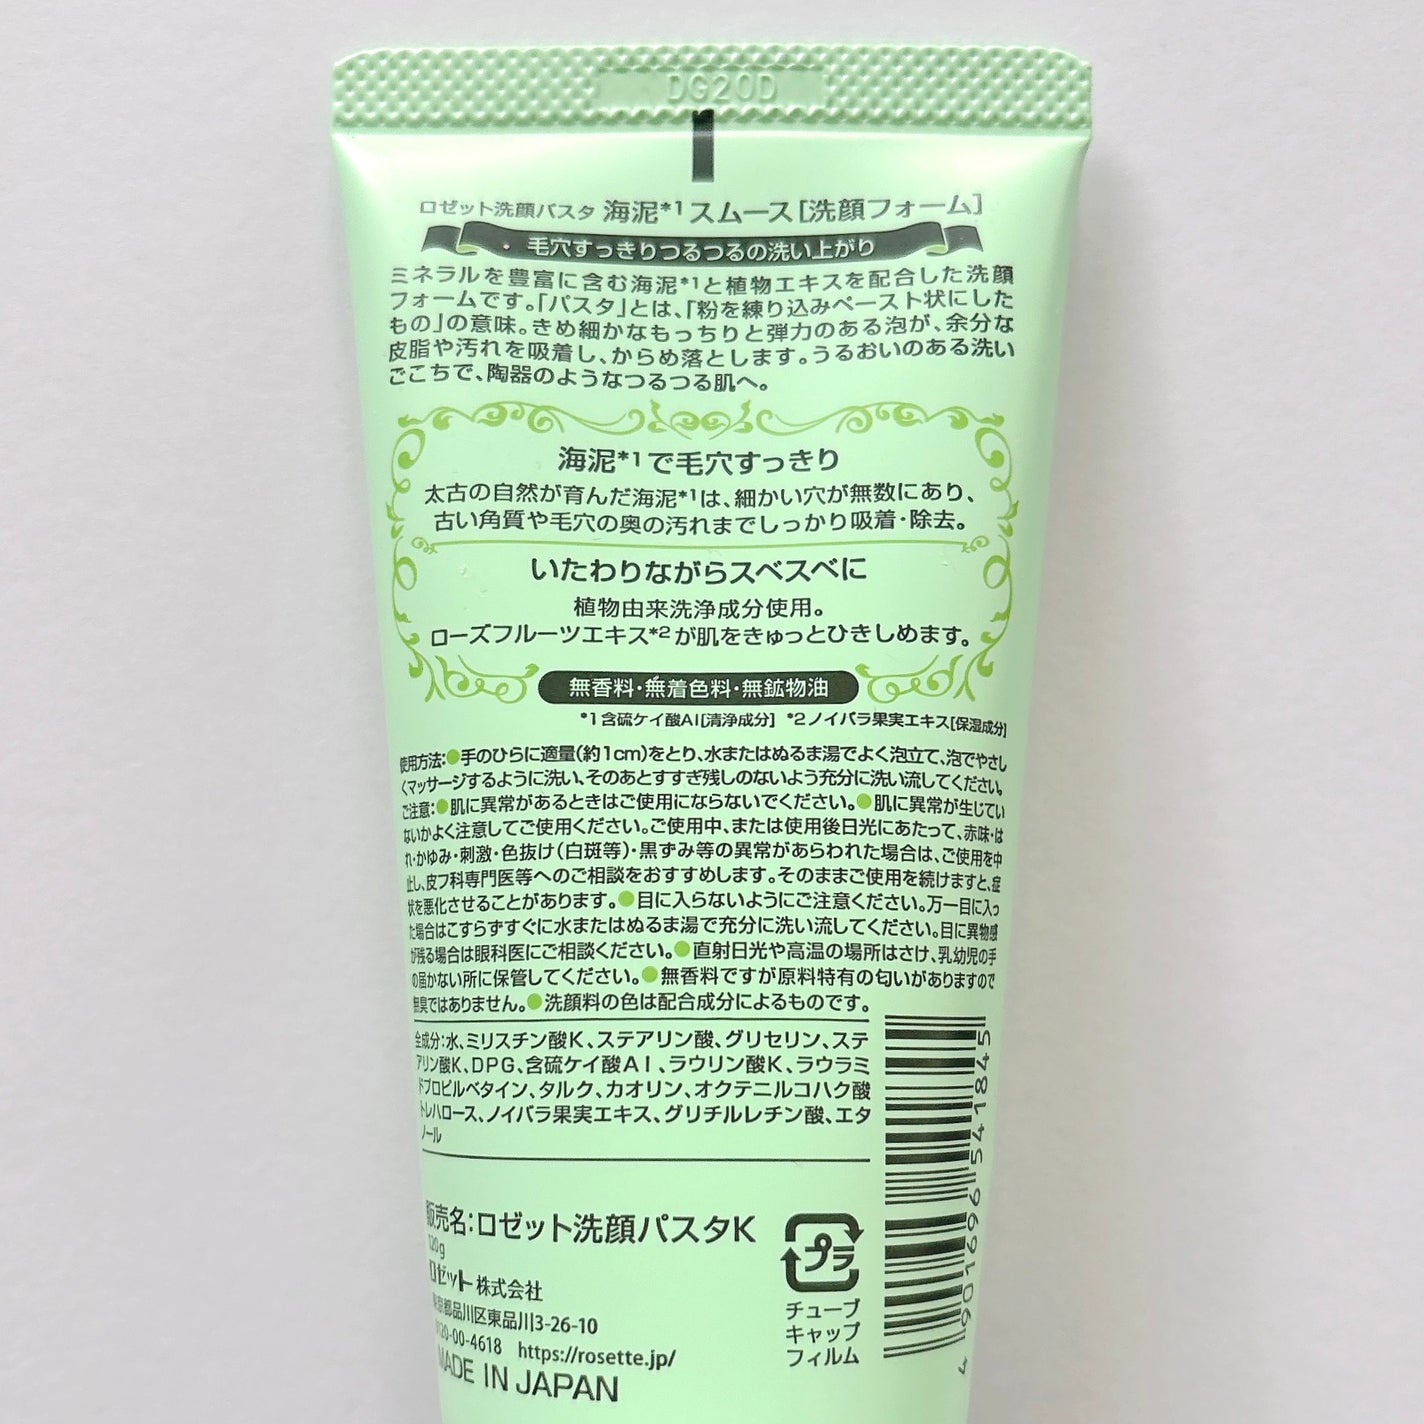 DG20D
ロゼット洗顔パスタ 海泥*1スムース[洗顔フォーム]
毛穴すっきりつるつるの洗い上がり
ミネラルを豊富に含む海泥*1と植物エキスを配合した洗顔
フォームです。「パスタ」とは、「粉を練り込みペースト状にした
もの」の意味。きめ細かなもっちりと弾力のある泡が、余分な
皮脂や汚れを吸着し、からめ落とします。うるおいのある洗い
ごこちで、陶器のようなつるつる肌へ。
海泥*1で毛穴すっきり
太古の自然が育んだ海泥*1は、細かい穴が無数にあり、
古い角質や毛穴の奥の汚れまでしっかり吸着・除去。
いたわりながらスベスベに
植物由来洗浄成分使用。
ローズフルーツエキス*2が肌をきゅっとひきしめます。
無香料・無着色料・無鉱物油
*1含硫ケイ酸Al[清浄成分] *2ノイバラ果実エキス[保湿成分]
使用方法:●手のひらに適量(約1cm)をとり、水またはぬるま湯でよく泡立て、泡でやさし
くマッサージするように洗い、そのあとすすぎ残しのないよう充分に洗い流してください。
ご注意:●肌に異常があるときはご使用にならないでください。●肌に異常が生じてい
ないかよく注意してご使用ください。ご使用中、または使用後日光にあたって、赤味・は
れ・かゆみ・刺激・色抜け(白斑等)・黒ずみ等の異常があらわれた場合は、ご使用を中
止し、皮フ科専門医等へのご相談をおすすめします。そのままご使用を続けますと、症
状を悪化させることがあります。●目に入らないようにご注意ください。万一目に入っ
た場合はこすらずすぐに水またはぬるま湯で充分に洗い流してください。目に異物感
が残る場合は眼科医にご相談ください。●直射日光や高温の場所はさけ、乳幼児の手
の届かない所に保管してください。●無香料ですが原料特有の匂いがありますので
無臭ではありません。●洗顔料の色は配合成分によるものです。
全成分:水、ミリスチン酸K、ステアリン酸、グリセリン、ステ
アリン酸K、DPG、含硫ケイ酸Al、ラウリン酸K、ラウラミ
ドプロピルベタイン、タルク、カオリン、オクテニルコハク酸
トレハロース、ノイバラ果実エキス、グリチルレチン酸、エタ
ノール
4901696541845
販売名:ロゼット洗顔パスタK
120g
ロゼット株式会社
東京都品川区東品川3-26-10
0120-00-4618 https://rosette.jp/
MADE IN JAPAN
プラ
チューブ
キャップ
フィルム